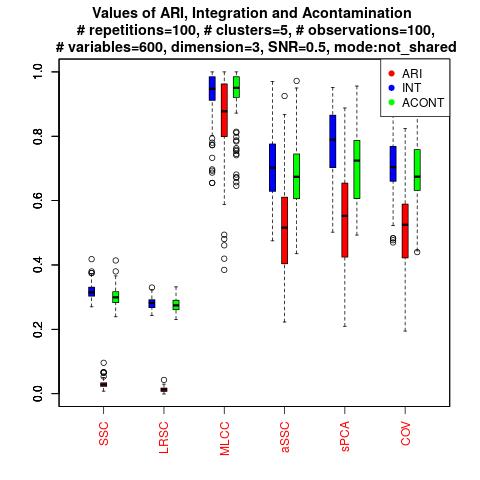 Values of ARI, Integration and Acontamination
# repetitions=100, # clusters=5, # observations=100,
# variables=600, dimension=3, SNR=0.5, mode:not_shared
ARI
INT
ACONT
1.0
0.8
0.6
0.4
0.2
0.0
SSC
LRSC
MLCC
aSSC
sPCA
COV